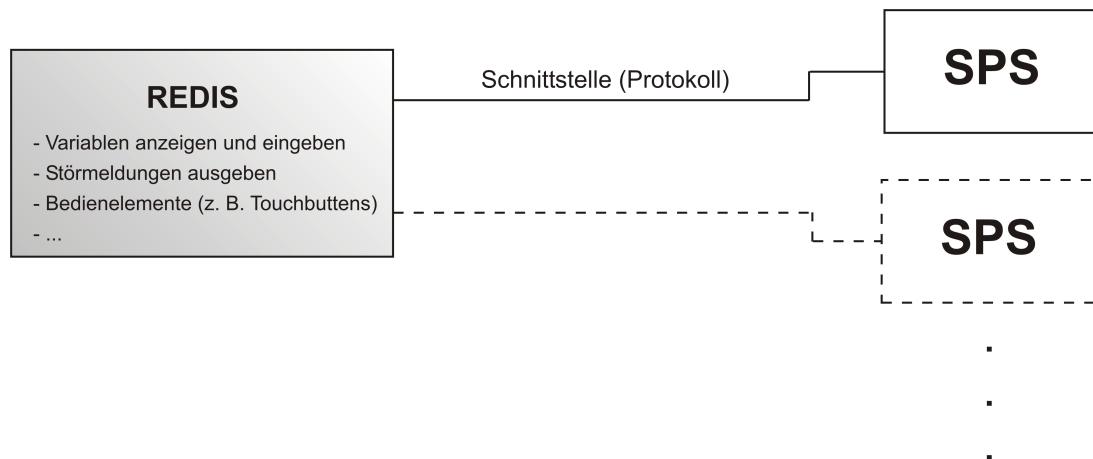 REDIS
- Variablen anzeigen und eingeben
- Störmeldungen ausgeben
- Bedienelemente (z. B. Touchbuttens)
- ...
Schnittstelle (Protokoll)
SPS
SPS